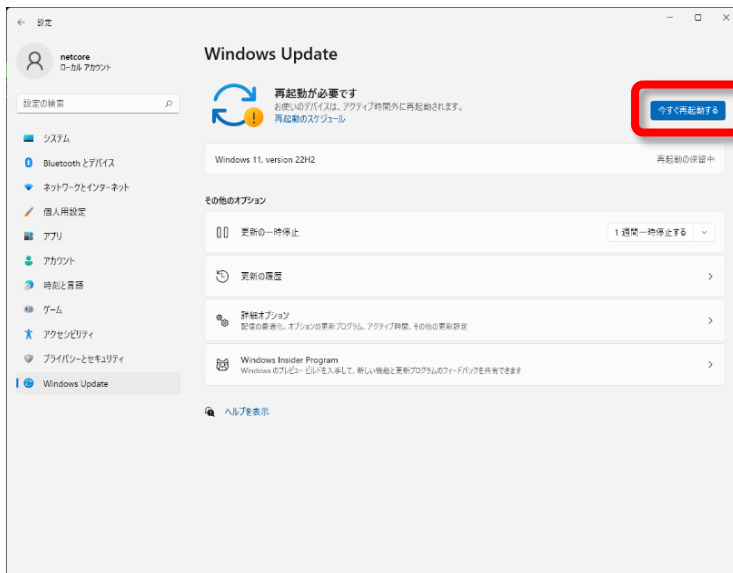 設定
netcore
ローカル アカウント
設定の検索
システム
Bluetooth とデバイス
ネットワークとインターネット
個人用設定
アプリ
アカウント
時刻と言語
ゲーム
アクセシビリティ
プライバシーとセキュリティ
Windows Update
Windows Update
再起動が必要です
お使いのデバイスは、アクティブ時間外に再起動されます。
再起動のスケジュール
今すぐ再起動する
Windows 11, version 22H2
再起動の保留中
その他のオプション
更新の一時停止
1 週間一時停止する
更新の履歴
詳細オプション
配信の最適化、オプションの更新プログラム、アクティブ時間、その他の更新設定
Windows Insider Program
Windows のプレビュー ビルドを入手して、新しい機能と更新プログラムのフィードバックを共有できます
ヘルプを表示